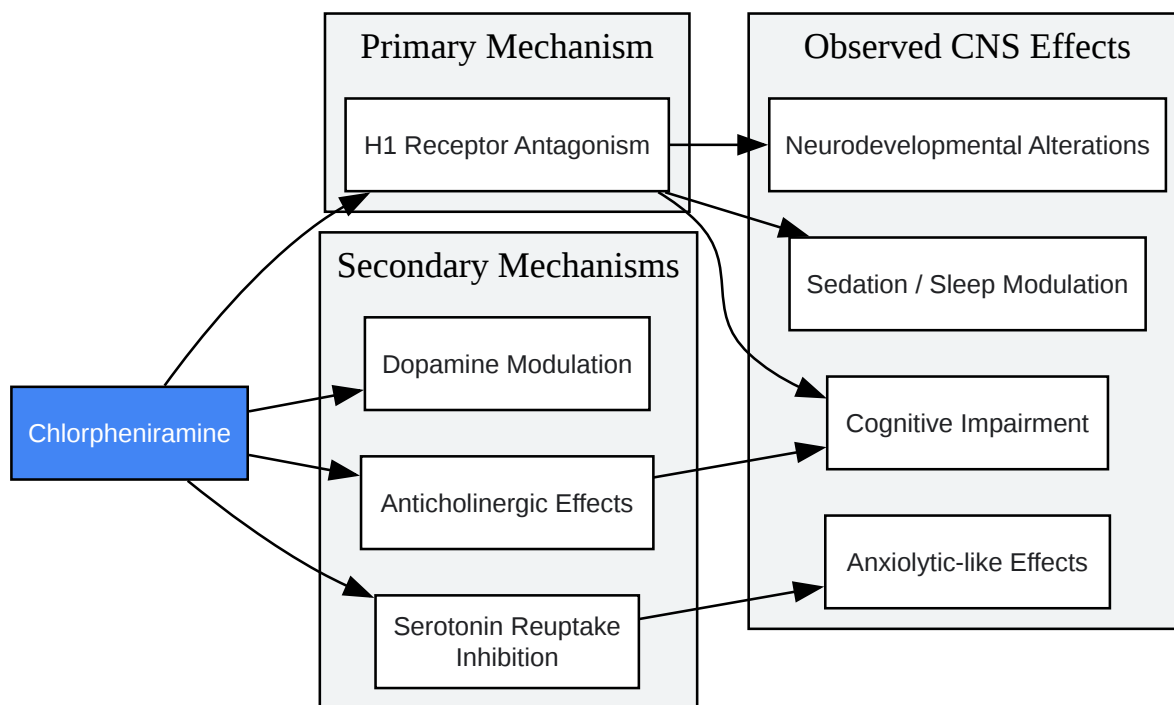 Primary Mechanism
H1 Receptor Antagonism
Secondary Mechanisms
Dopamine Modulation
Chlorpheniramine
Anticholinergic Effects
Serotonin Reuptake
Inhibition
Observed CNS Effects
Neurodevelopmental Alterations
Sedation / Sleep Modulation
Cognitive Impairment
Anxiolytic-like Effects